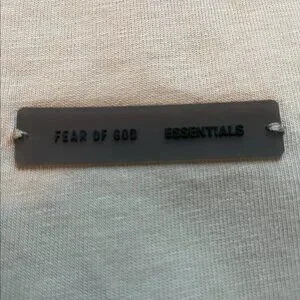 FEAR OF GOD ESSENTIALS